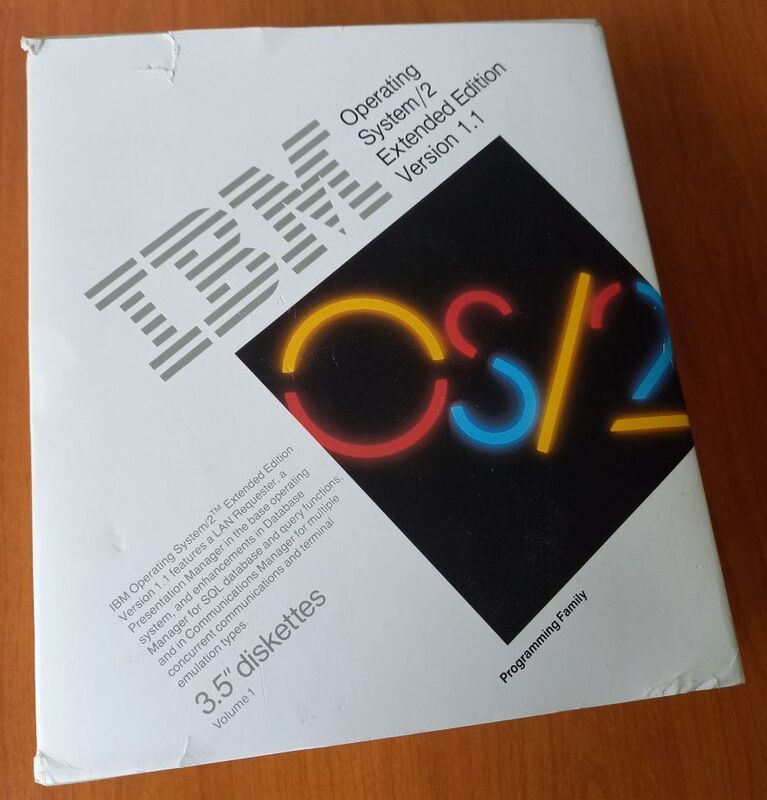 IBM
Operating
System/2
Extended Edition
Version 1.1
OS/2
IBM Operating System/2™ Extended Edition
Version 1.1 features a LAN Requester, a
Presentation Manager in the base operating
system, and enhancements in Database
Manager for SQL database and query functions,
and in Communications Manager for multiple
concurrent communications and terminal
emulation types.
3.5" diskettes
Volume 1
Programming Family